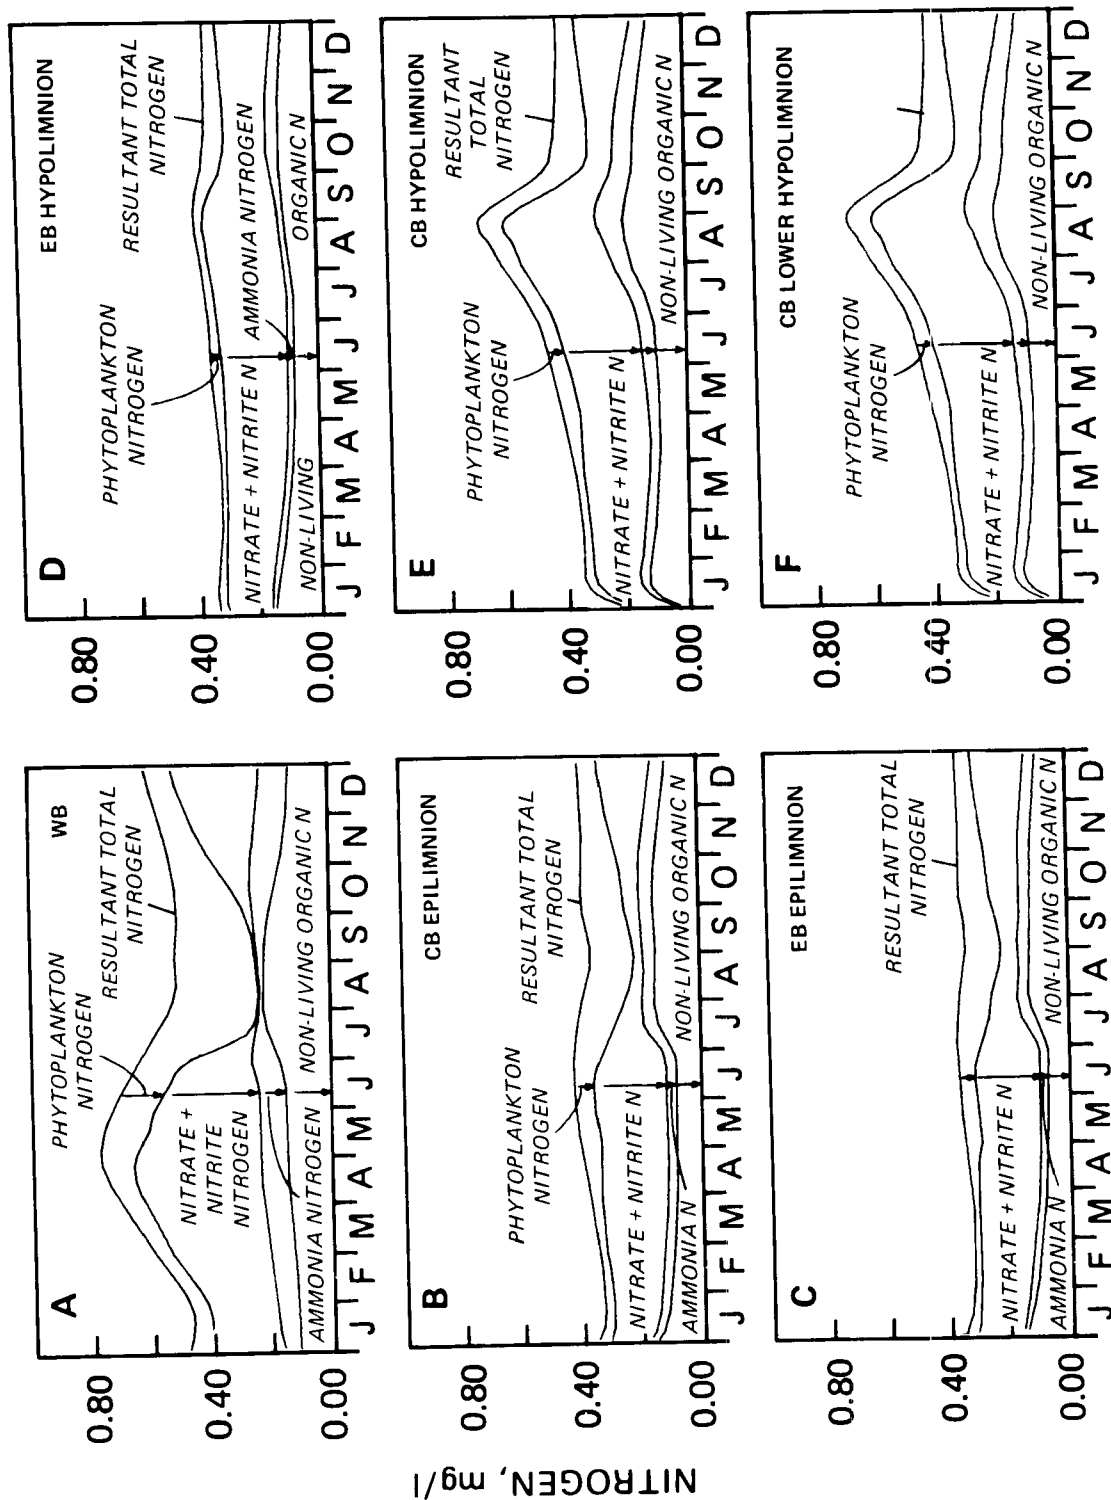 NITROGEN, mg/l
A
WB
0.80
0.40
0.00
PHYTOPLANKTON
NITROGEN
RESULTANT TOTAL
NITROGEN
NITRATE +
NITRITE
NITROGEN
AMMONIA NITROGEN
NON-LIVING ORGANIC N
J F M A M J J A S O N D
B
CB EPILIMNION
0.80
0.40
0.00
PHYTOPLANKTON
NITROGEN
RESULTANT TOTAL
NITROGEN
NITRATE + NITRITE N
AMMONIA N
NON-LIVING ORGANIC N
J F M A M J J A S O N D
C
EB EPILIMNION
0.80
0.40
0.00
RESULTANT TOTAL
NITROGEN
NITRATE + NITRITE N
AMMONIA N
NON-LIVING ORGANIC N
J F M A M J J A S O N D
D
EB HYPOLIMNION
0.80
0.40
0.00
PHYTOPLANKTON
NITROGEN
RESULTANT TOTAL
NITROGEN
NITRATE + NITRITE N
AMMONIA NITROGEN
NON-LIVING
ORGANIC N
J F M A M J J A S O N D
E
CB HYPOLIMNION
0.80
0.40
0.00
PHYTOPLANKTON
NITROGEN
RESULTANT
TOTAL
NITROGEN
NITRATE + NITRITE N
NON-LIVING ORGANIC N
J F M A M J J A S O N D
F
CB LOWER HYPOLIMNION
0.80
0.40
0.00
PHYTOPLANKTON
NITROGEN
NITRATE + NITRITE N
NON-LIVING ORGANIC N
J F M A M J J A S O N D